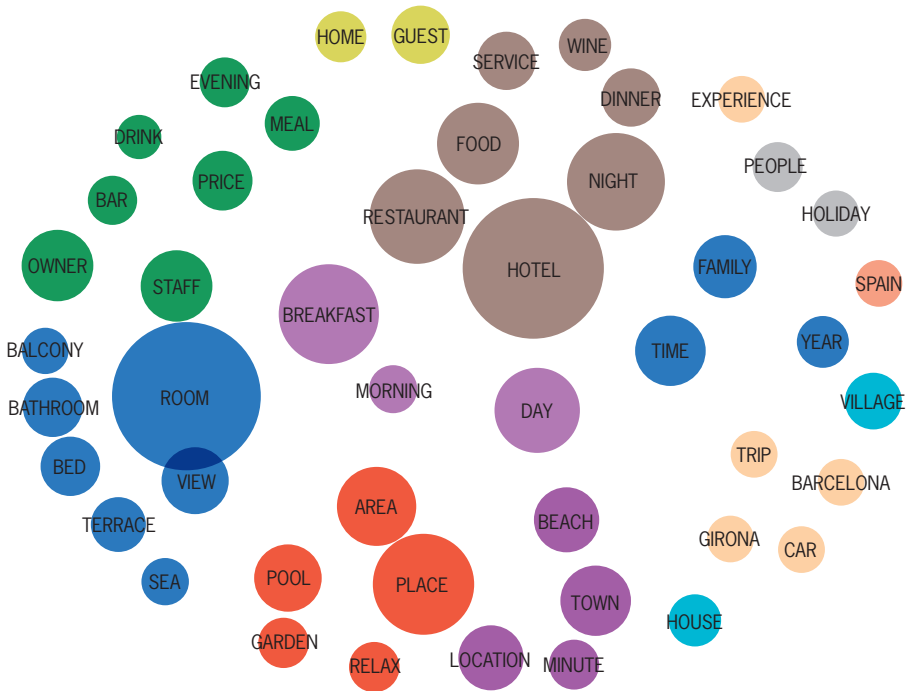 HOME
GUEST
SERVICE
WINE
EVENING
DINNER
EXPERIENCE
MEAL
DRINK
FOOD
PEOPLE
PRICE
NIGHT
BAR
HOLIDAY
RESTAURANT
OWNER
FAMILY
HOTEL
STAFF
SPAIN
BREAKFAST
YEAR
BALCONY
TIME
MORNING
ROOM
VILLAGE
BATHROOM
DAY
TRIP
BED
VIEW
BARCELONA
AREA
BEACH
TERRACE
GIRONA
CAR
POOL
SEA
PLACE
TOWN
HOUSE
GARDEN
LOCATION
MINUTE
RELAX